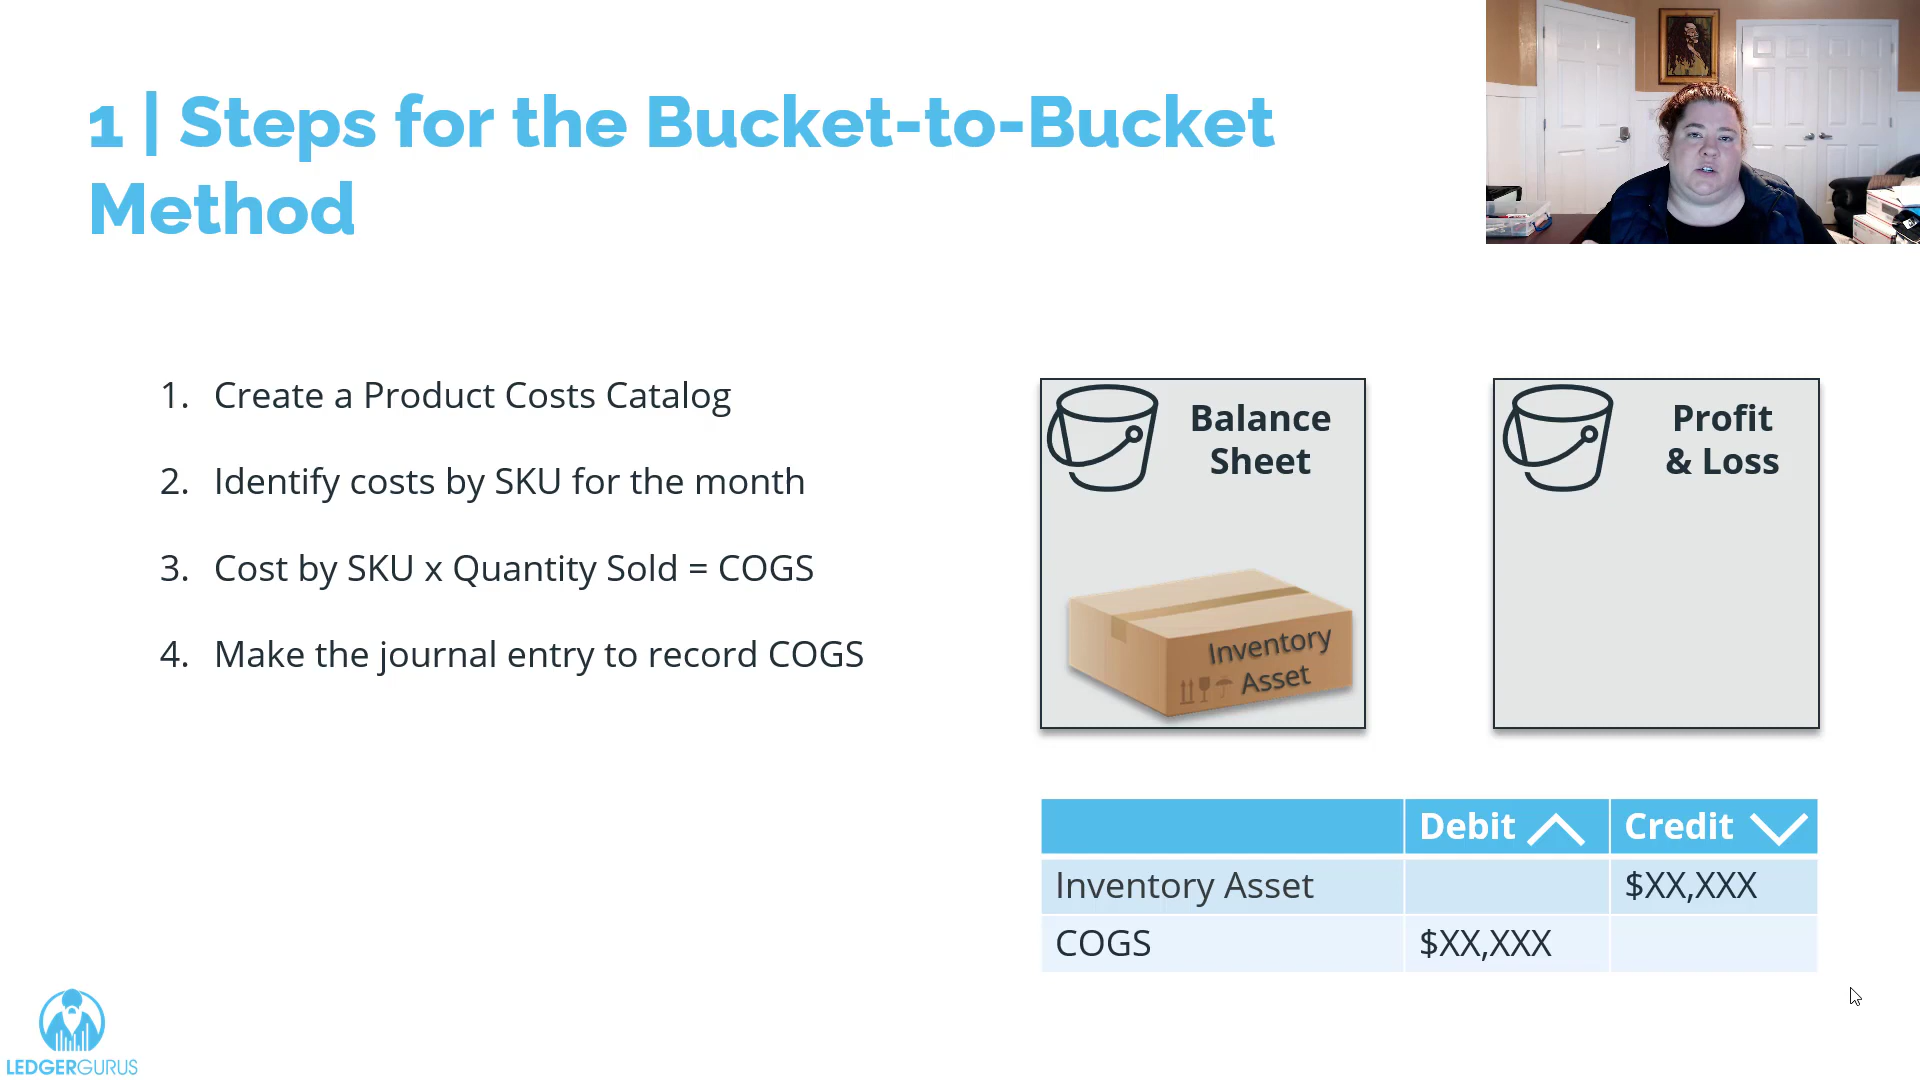 1 | Steps for the Bucket-to-Bucket
Method
1. Create a Product Costs Catalog
2. Identify costs by SKU for the month
3. Cost by SKU x Quantity Sold = COGS
4. Make the journal entry to record COGS
Balance
Sheet
Inventory
Asset
Profit
& Loss
Debit Credit
Inventory Asset $XX,XXX
COGS $XX,XXX
LEDGERGURUS